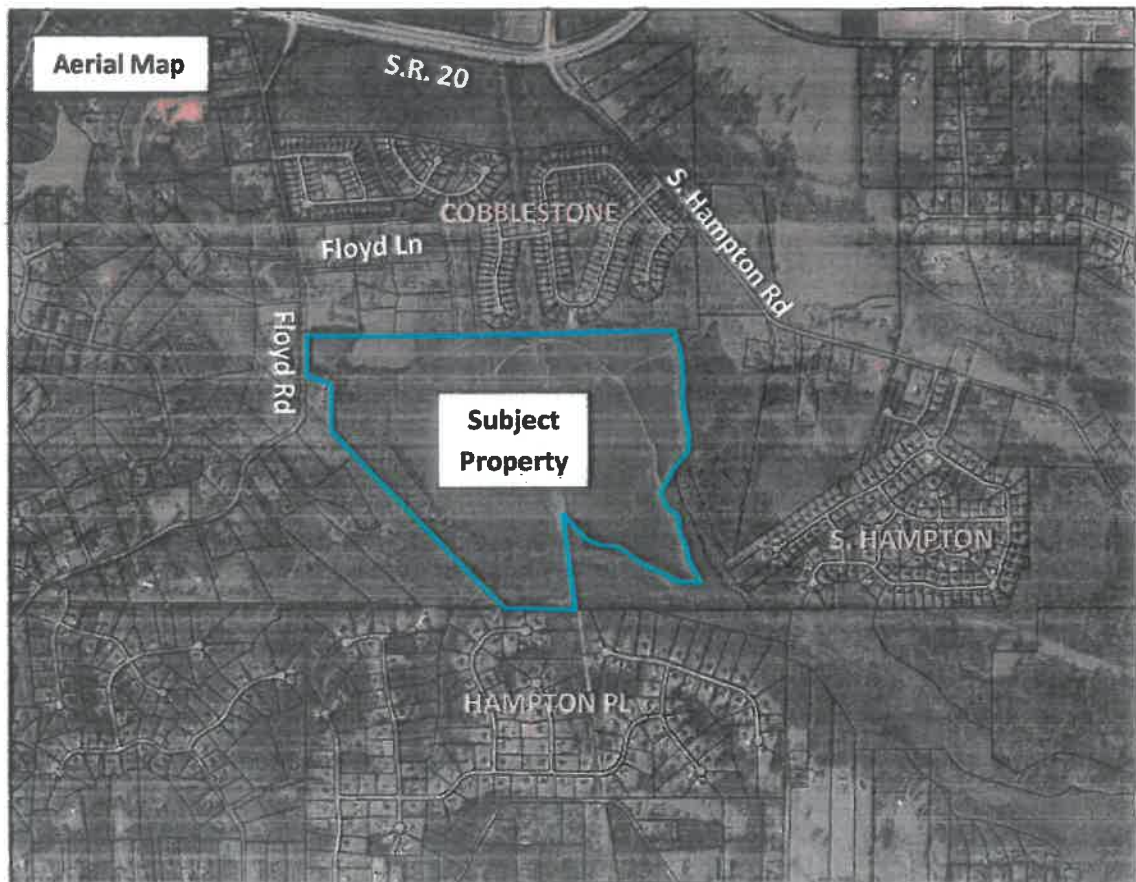 Aerial Map
S.R. 20
S. Hampton Rd
COBBLESTONE
Floyd Ln
Floyd Rd
Subject
Property
S. HAMPTON
HAMPTON PL